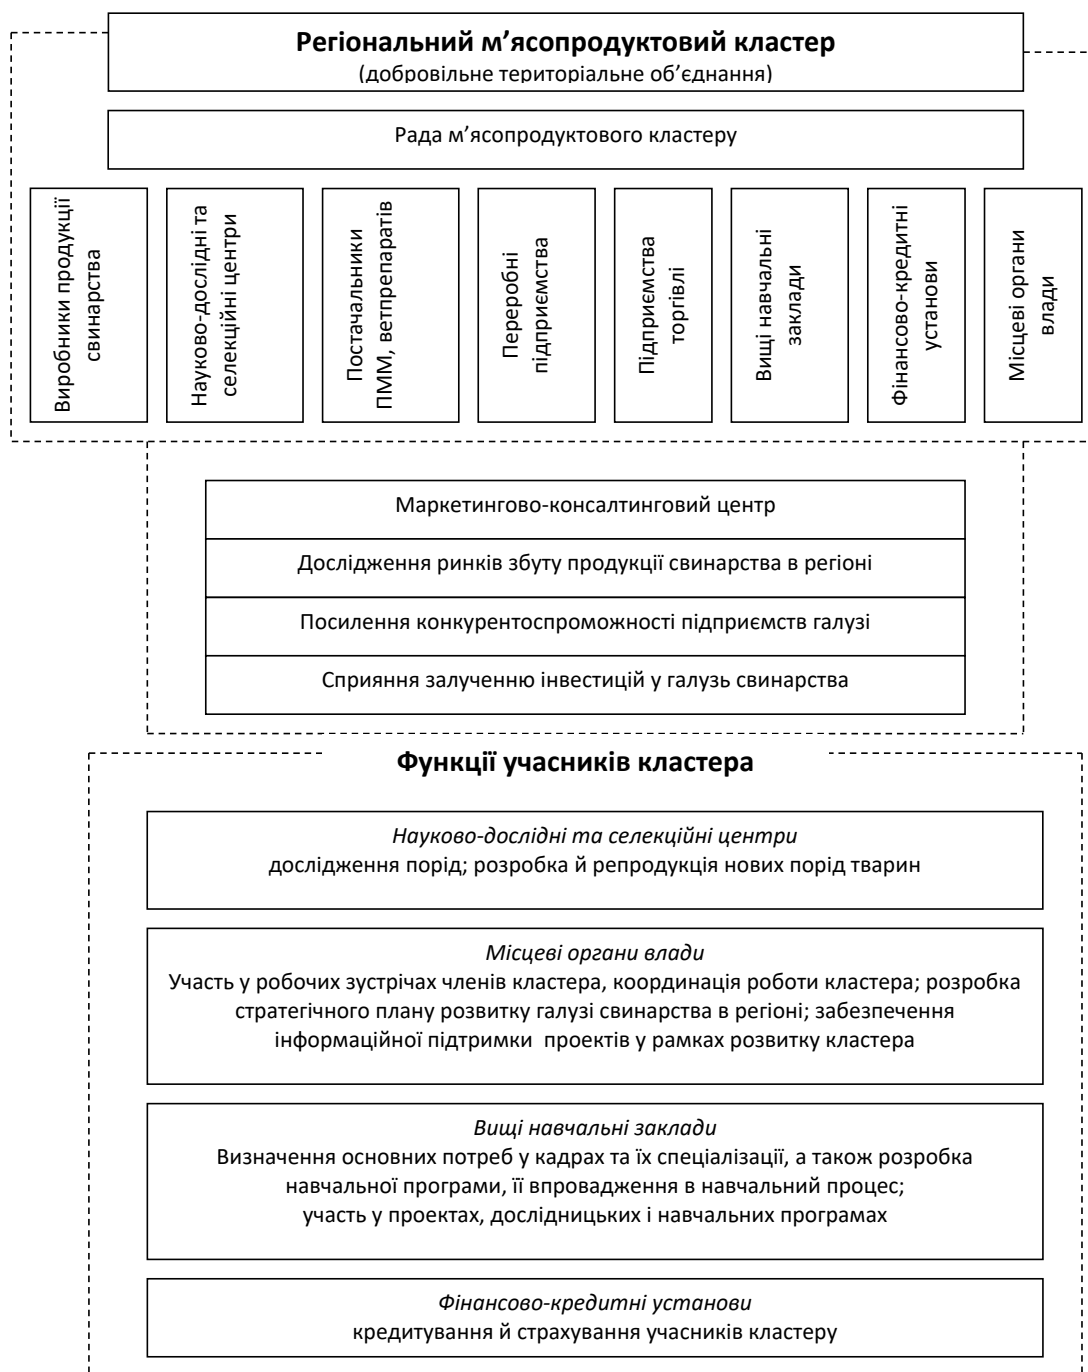 Регіональний м’ясопродуктовий кластер
(добровільне територіальне об’єднання)
Рада м’ясопродуктового кластеру
Виробники продукції
свинарства
Науково-дослідні та
селекційні центри
Постачальники
ПММ, ветпрепаратів
Переробні
підприємства
Підприємства
торгівлі
Вищі навчальні
заклади
Фінансово-кредитні
установи
Місцеві органи
влади
Маркетингово-консалтинговий центр
Дослідження ринків збуту продукції свинарства в регіоні
Посилення конкурентоспроможності підприємств галузі
Сприяння залученню інвестицій у галузь свинарства
Функції учасників кластера
Науково-дослідні та селекційні центри
дослідження порід; розробка й репродукція нових порід тварин
Місцеві органи влади
Участь у робочих зустрічах членів кластера, координація роботи кластера; розробка
стратегічного плану розвитку галузі свинарства в регіоні; забезпечення
інформаційної підтримки проектів у рамках розвитку кластера
Вищі навчальні заклади
Визначення основних потреб у кадрах та їх спеціалізації, а також розробка
навчальної програми, її впровадження в навчальний процес;
участь у проектах, дослідницьких і навчальних програмах
Фінансово-кредитні установи
кредитування й страхування учасників кластеру